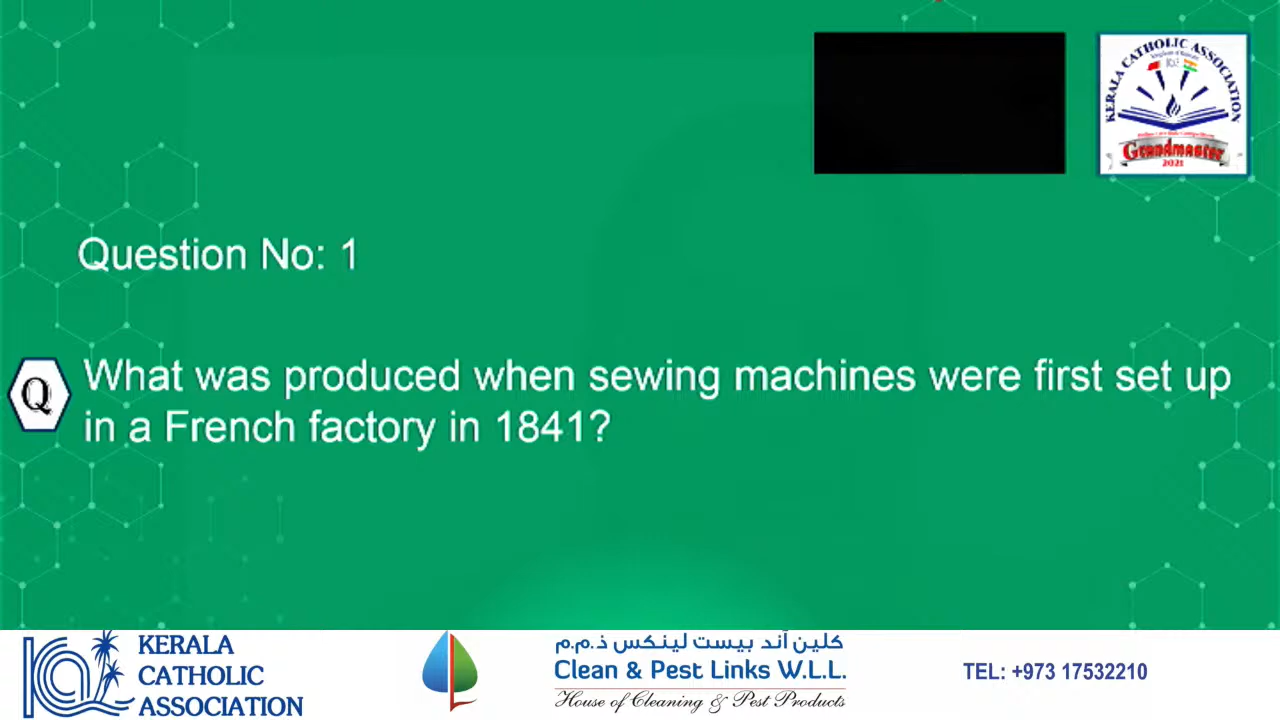 KERALA CATHOLIC ASSOCIATION
Grandmaster
2021
Question No: 1
Q
What was produced when sewing machines were first set up
in a French factory in 1841?
KERALA
CATHOLIC
ASSOCIATION
كلين آند بيست لينكس ذ.م.م
Clean & Pest Links W.L.L.
House of Cleaning & Pest Products
TEL: +973 17532210